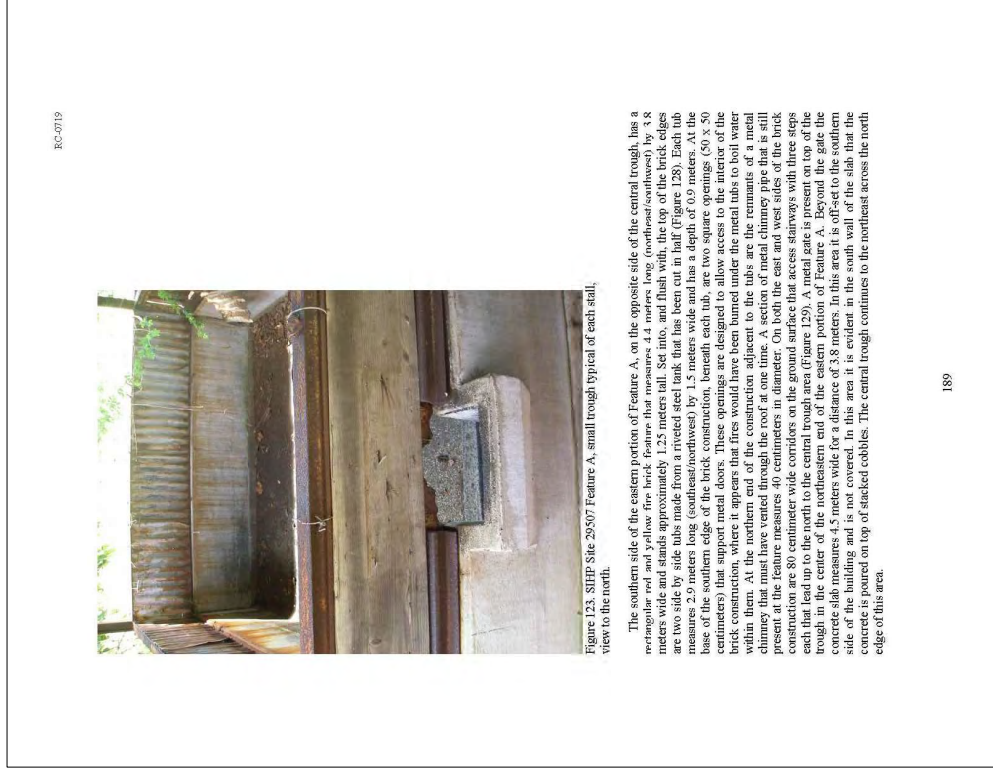 RC-0719
Figure 123. SIHP Site 29507 Feature A, small trough typical of each stall,
view to the north.
The southern side of the eastern portion of Feature A, on the opposite side of the central trough, has a
rectangular red and yellow fire brick feature that measures 4.4 meters long (northeast/southwest) by 3.8
meters wide and stands approximately 1.25 meters tall. Set into, and flush with, the top of the brick edges
are two side by side tubs made from a riveted steel tank that has been cut in half (Figure 128). Each tub
measures 2.9 meters long (southeast/northwest) by 1.5 meters wide and has a depth of 0.9 meters. At the
base of the southern edge of the brick construction, beneath each tub, are two square openings (50 x 50
centimeters) that support metal doors. These openings are designed to allow access to the interior of the
brick construction, where it appears that fires would have been burned under the metal tubs to boil water
within them. At the northern end of the construction adjacent to the tubs are the remnants of a metal
chimney that must have vented through the roof at one time. A section of metal chimney pipe that is still
present at the feature measures 40 centimeters in diameter. On both the east and west sides of the brick
construction are 80 centimeter wide corridors on the ground surface that access stairways with three steps
each that lead up to the north to the central trough area (Figure 129). A metal gate is present on top of the
trough in the center of the northeastern end of the eastern portion of Feature A. Beyond the gate the
concrete slab measures 4.5 meters wide for a distance of 3.8 meters. In this area it is off-set to the southern
side of the building and is not covered. In this area it is evident in the south wall of the slab that the
concrete is poured on top of stacked cobbles. The central trough continues to the northeast across the north
edge of this area.
189